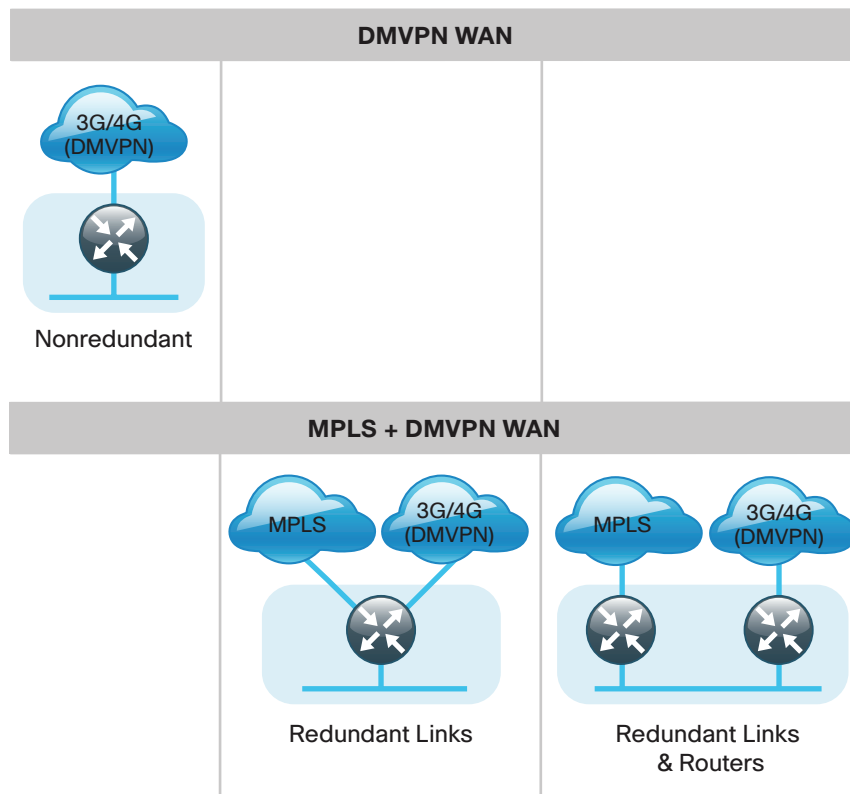 DMVPN WAN
3G/4G
(DMVPN)
Nonredundant
MPLS + DMVPN WAN
MPLS
3G/4G
(DMVPN)
Redundant Links
MPLS
3G/4G
(DMVPN)
Redundant Links
& Routers